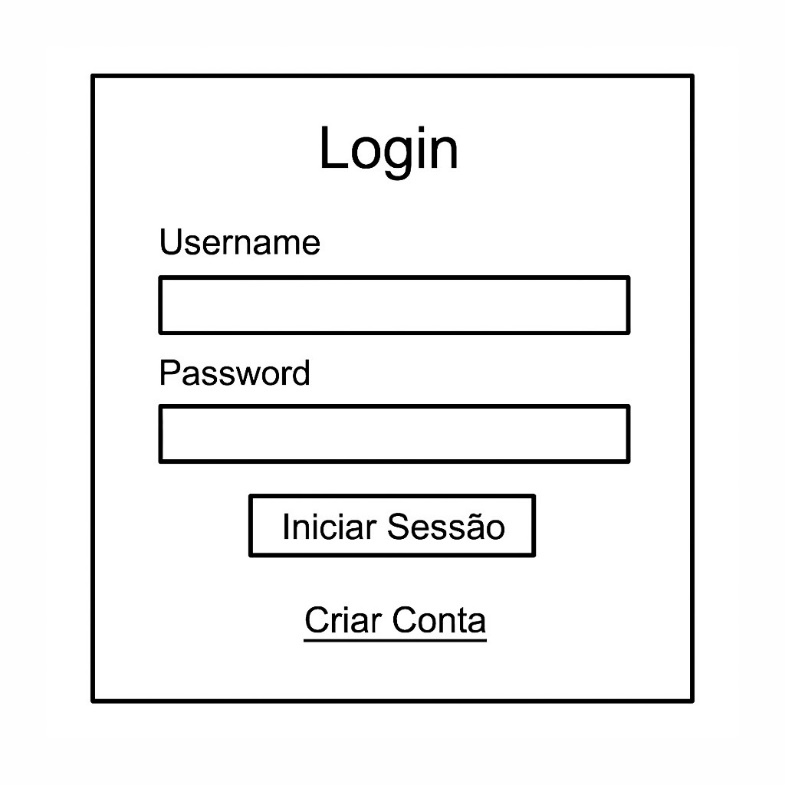 Login
Username
Password
Iniciar Sessão
Criar Conta